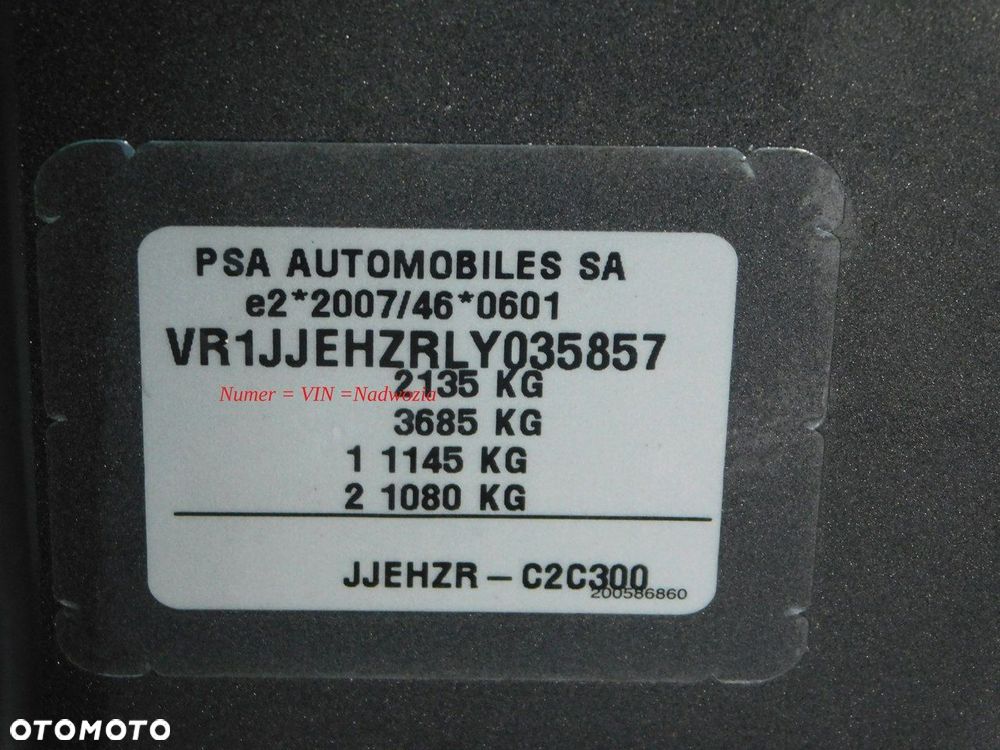 PSA AUTOMOBILES SA
e2*2007/46*0601
VR1JJEHZRLY035857
2135 KG
Numer = VIN =Nadwozia
3685 KG
1 1145 KG
2 1080 KG
JJEHZR – C2C300
200586860
OTOMOTO